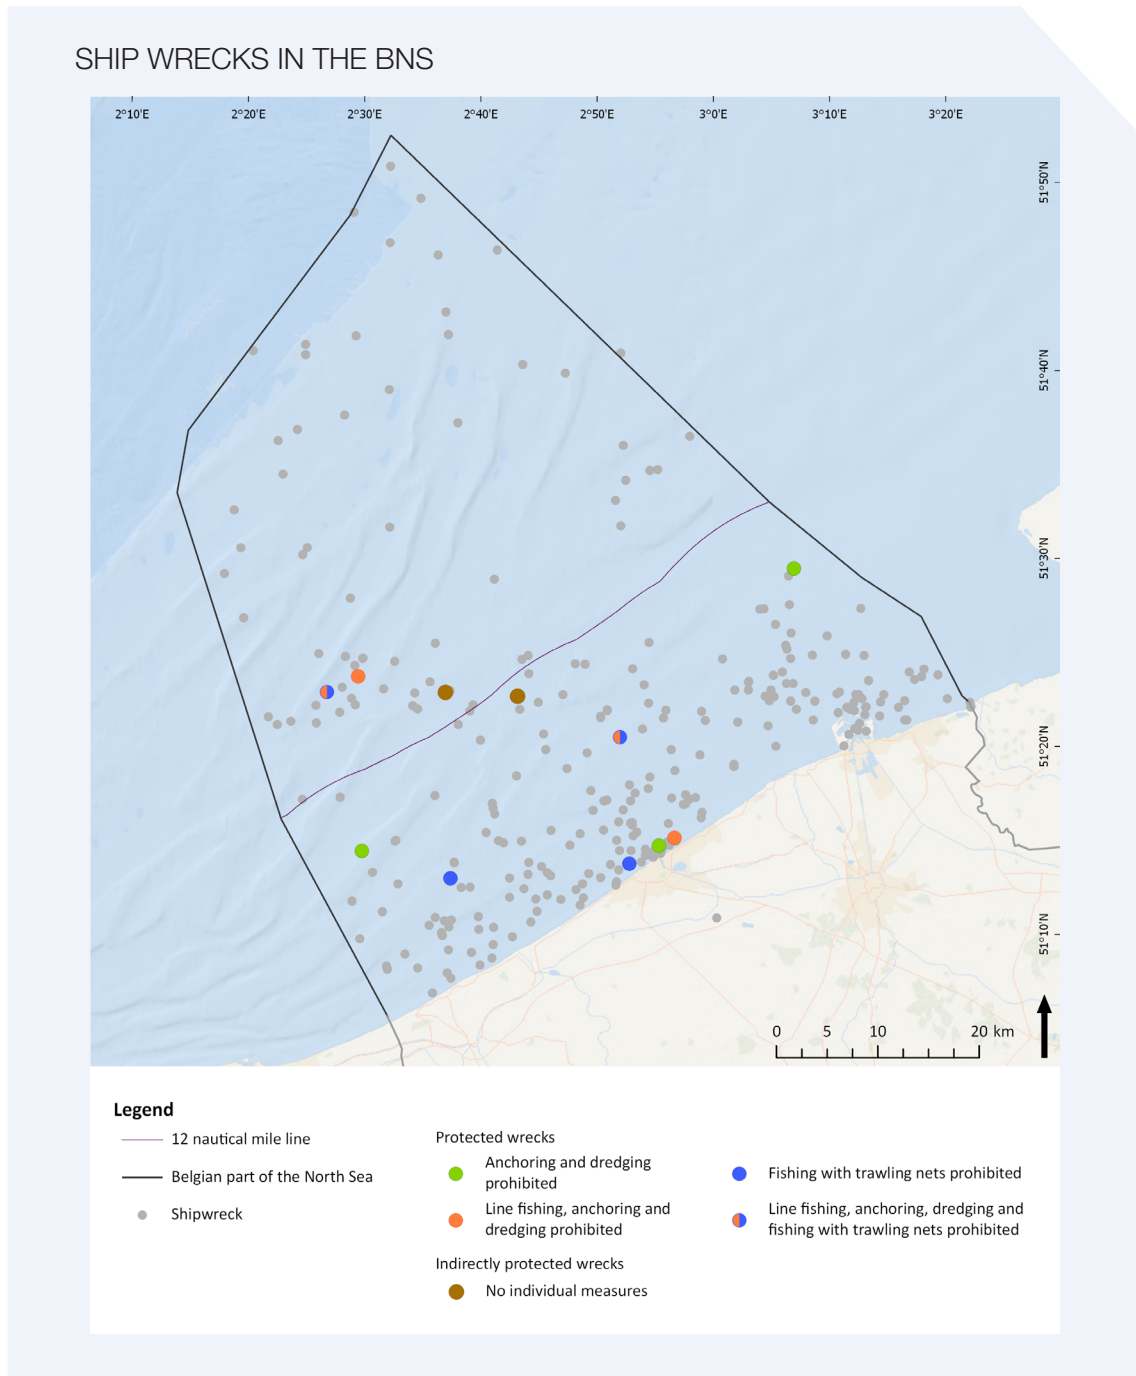 SHIP WRECKS IN THE BNS
2°10'E 2°20'E 2°30'E 2°40'E 2°50'E 3°0'E 3°10'E 3°20'E
51°50'N
51°40'N
51°30'N
51°20'N
51°10'N
0 5 10 20 km
Legend
12 nautical mile line
Belgian part of the North Sea
Shipwreck
Protected wrecks
Anchoring and dredging
prohibited
Line fishing, anchoring and
dredging prohibited
Indirectly protected wrecks
No individual measures
Fishing with trawling nets prohibited
Line fishing, anchoring, dredging and
fishing with trawling nets prohibited